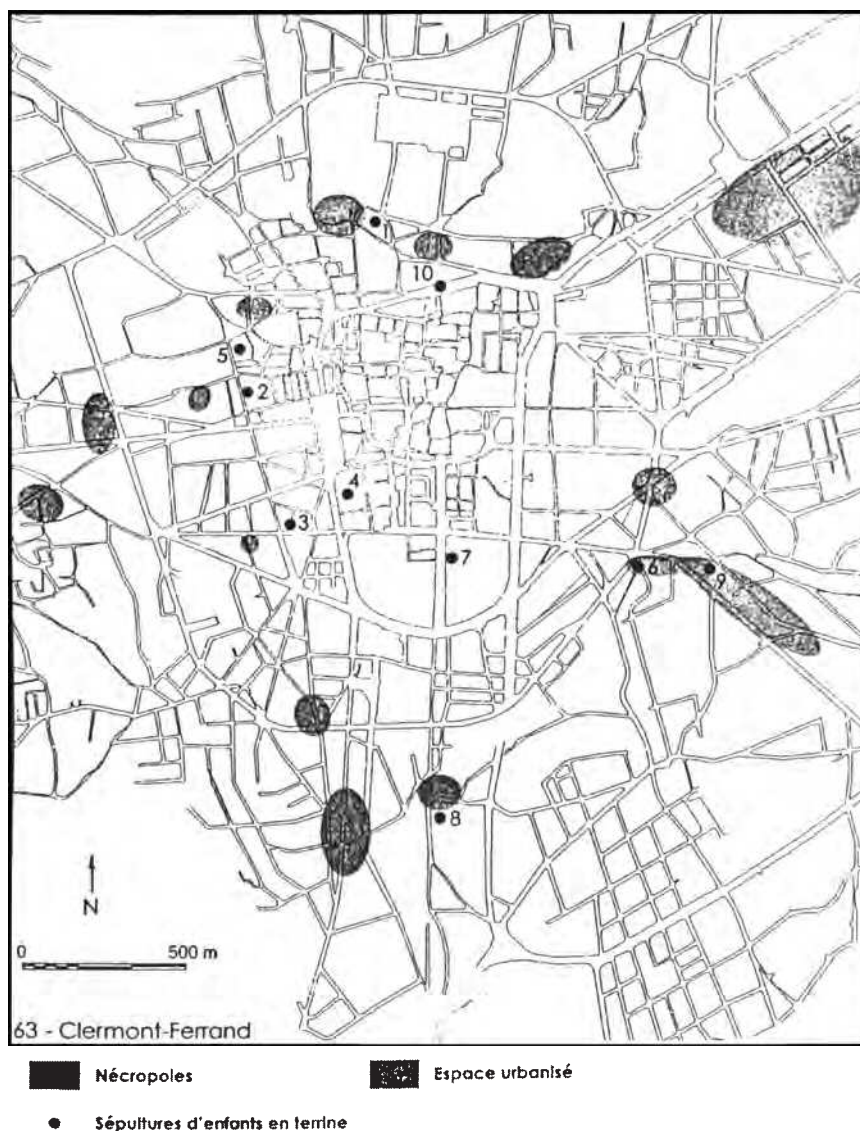 10
5
2
4
3
7
6
9
8
N
0 500 m
63 - Clermont-Ferrand
Nécropoles Espace urbanisé
Sépultures d'enfants en terrine